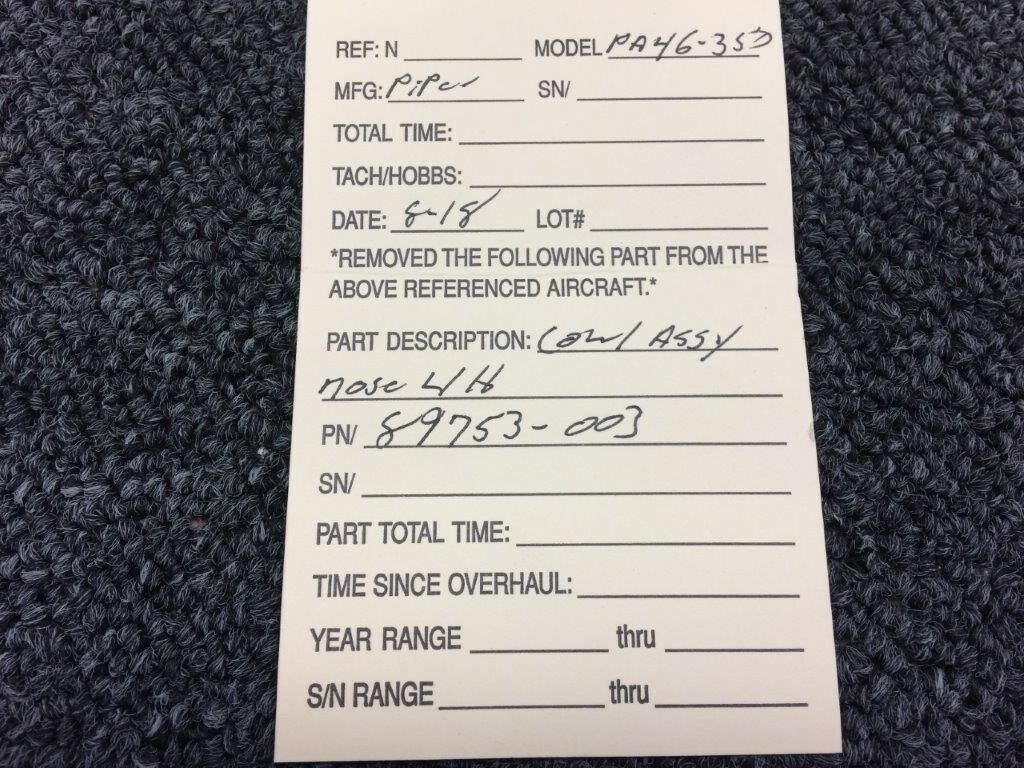 REF: N MODEL PA46-350
MFG: Piper SN/
TOTAL TIME:
TACH/HOBBS:
DATE: 8-18 LOT#
*REMOVED THE FOLLOWING PART FROM THE
ABOVE REFERENCED AIRCRAFT.*
PART DESCRIPTION: Cowl ASSY
nose L/H
PN/ 89753-003
SN/
PART TOTAL TIME:
TIME SINCE OVERHAUL:
YEAR RANGE thru
S/N RANGE thru